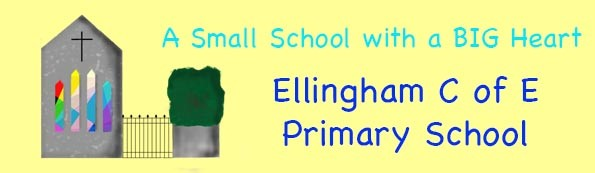 A Small School with a BIG Heart
Ellingham C of E
Primary School